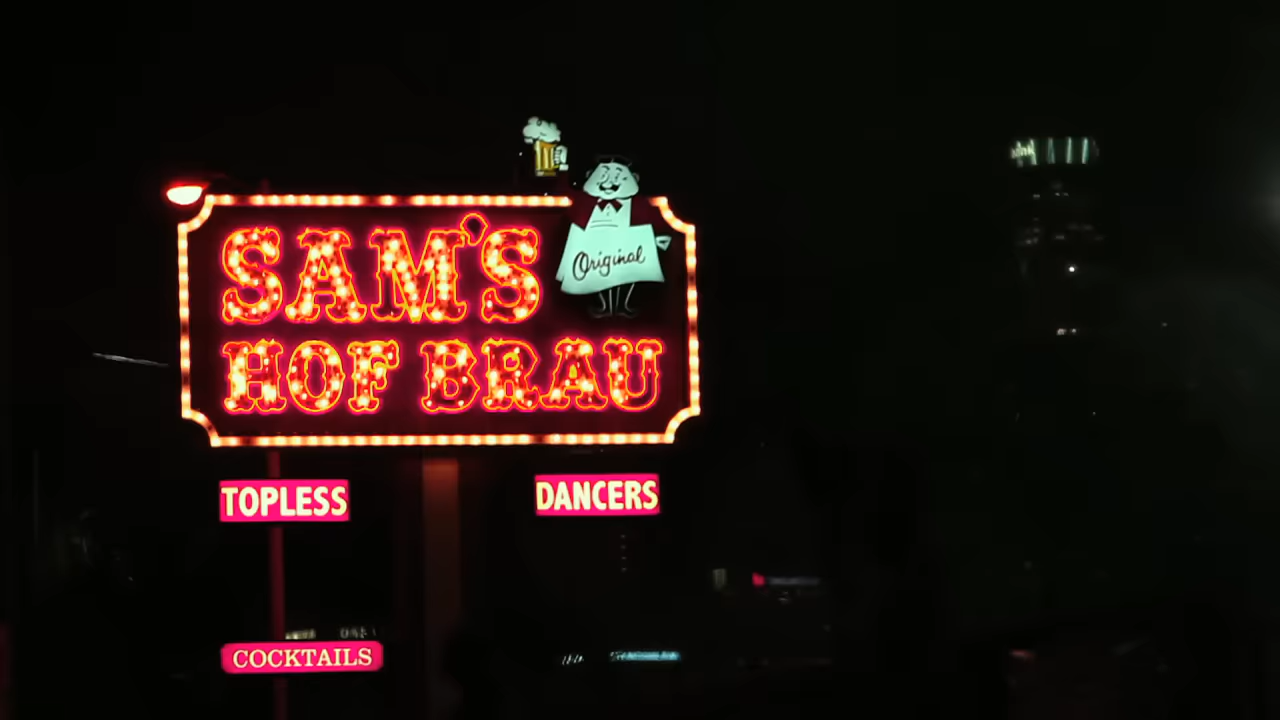 SAM'S
Original
HOF BRAU
TOPLESS
DANCERS
COCKTAILS